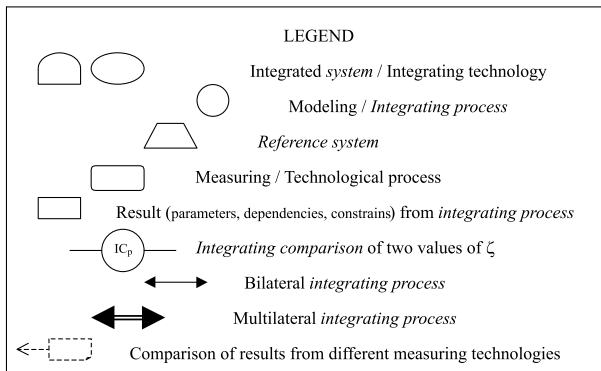 LEGEND
Integrated system / Integrating technology
Modeling / Integrating process
Reference system
Measuring / Technological process
Result (parameters, dependencies, constrains) from integrating process
ICp Integrating comparison of two values of ζ
Bilateral integrating process
Multilateral integrating process
Comparison of results from different measuring technologies